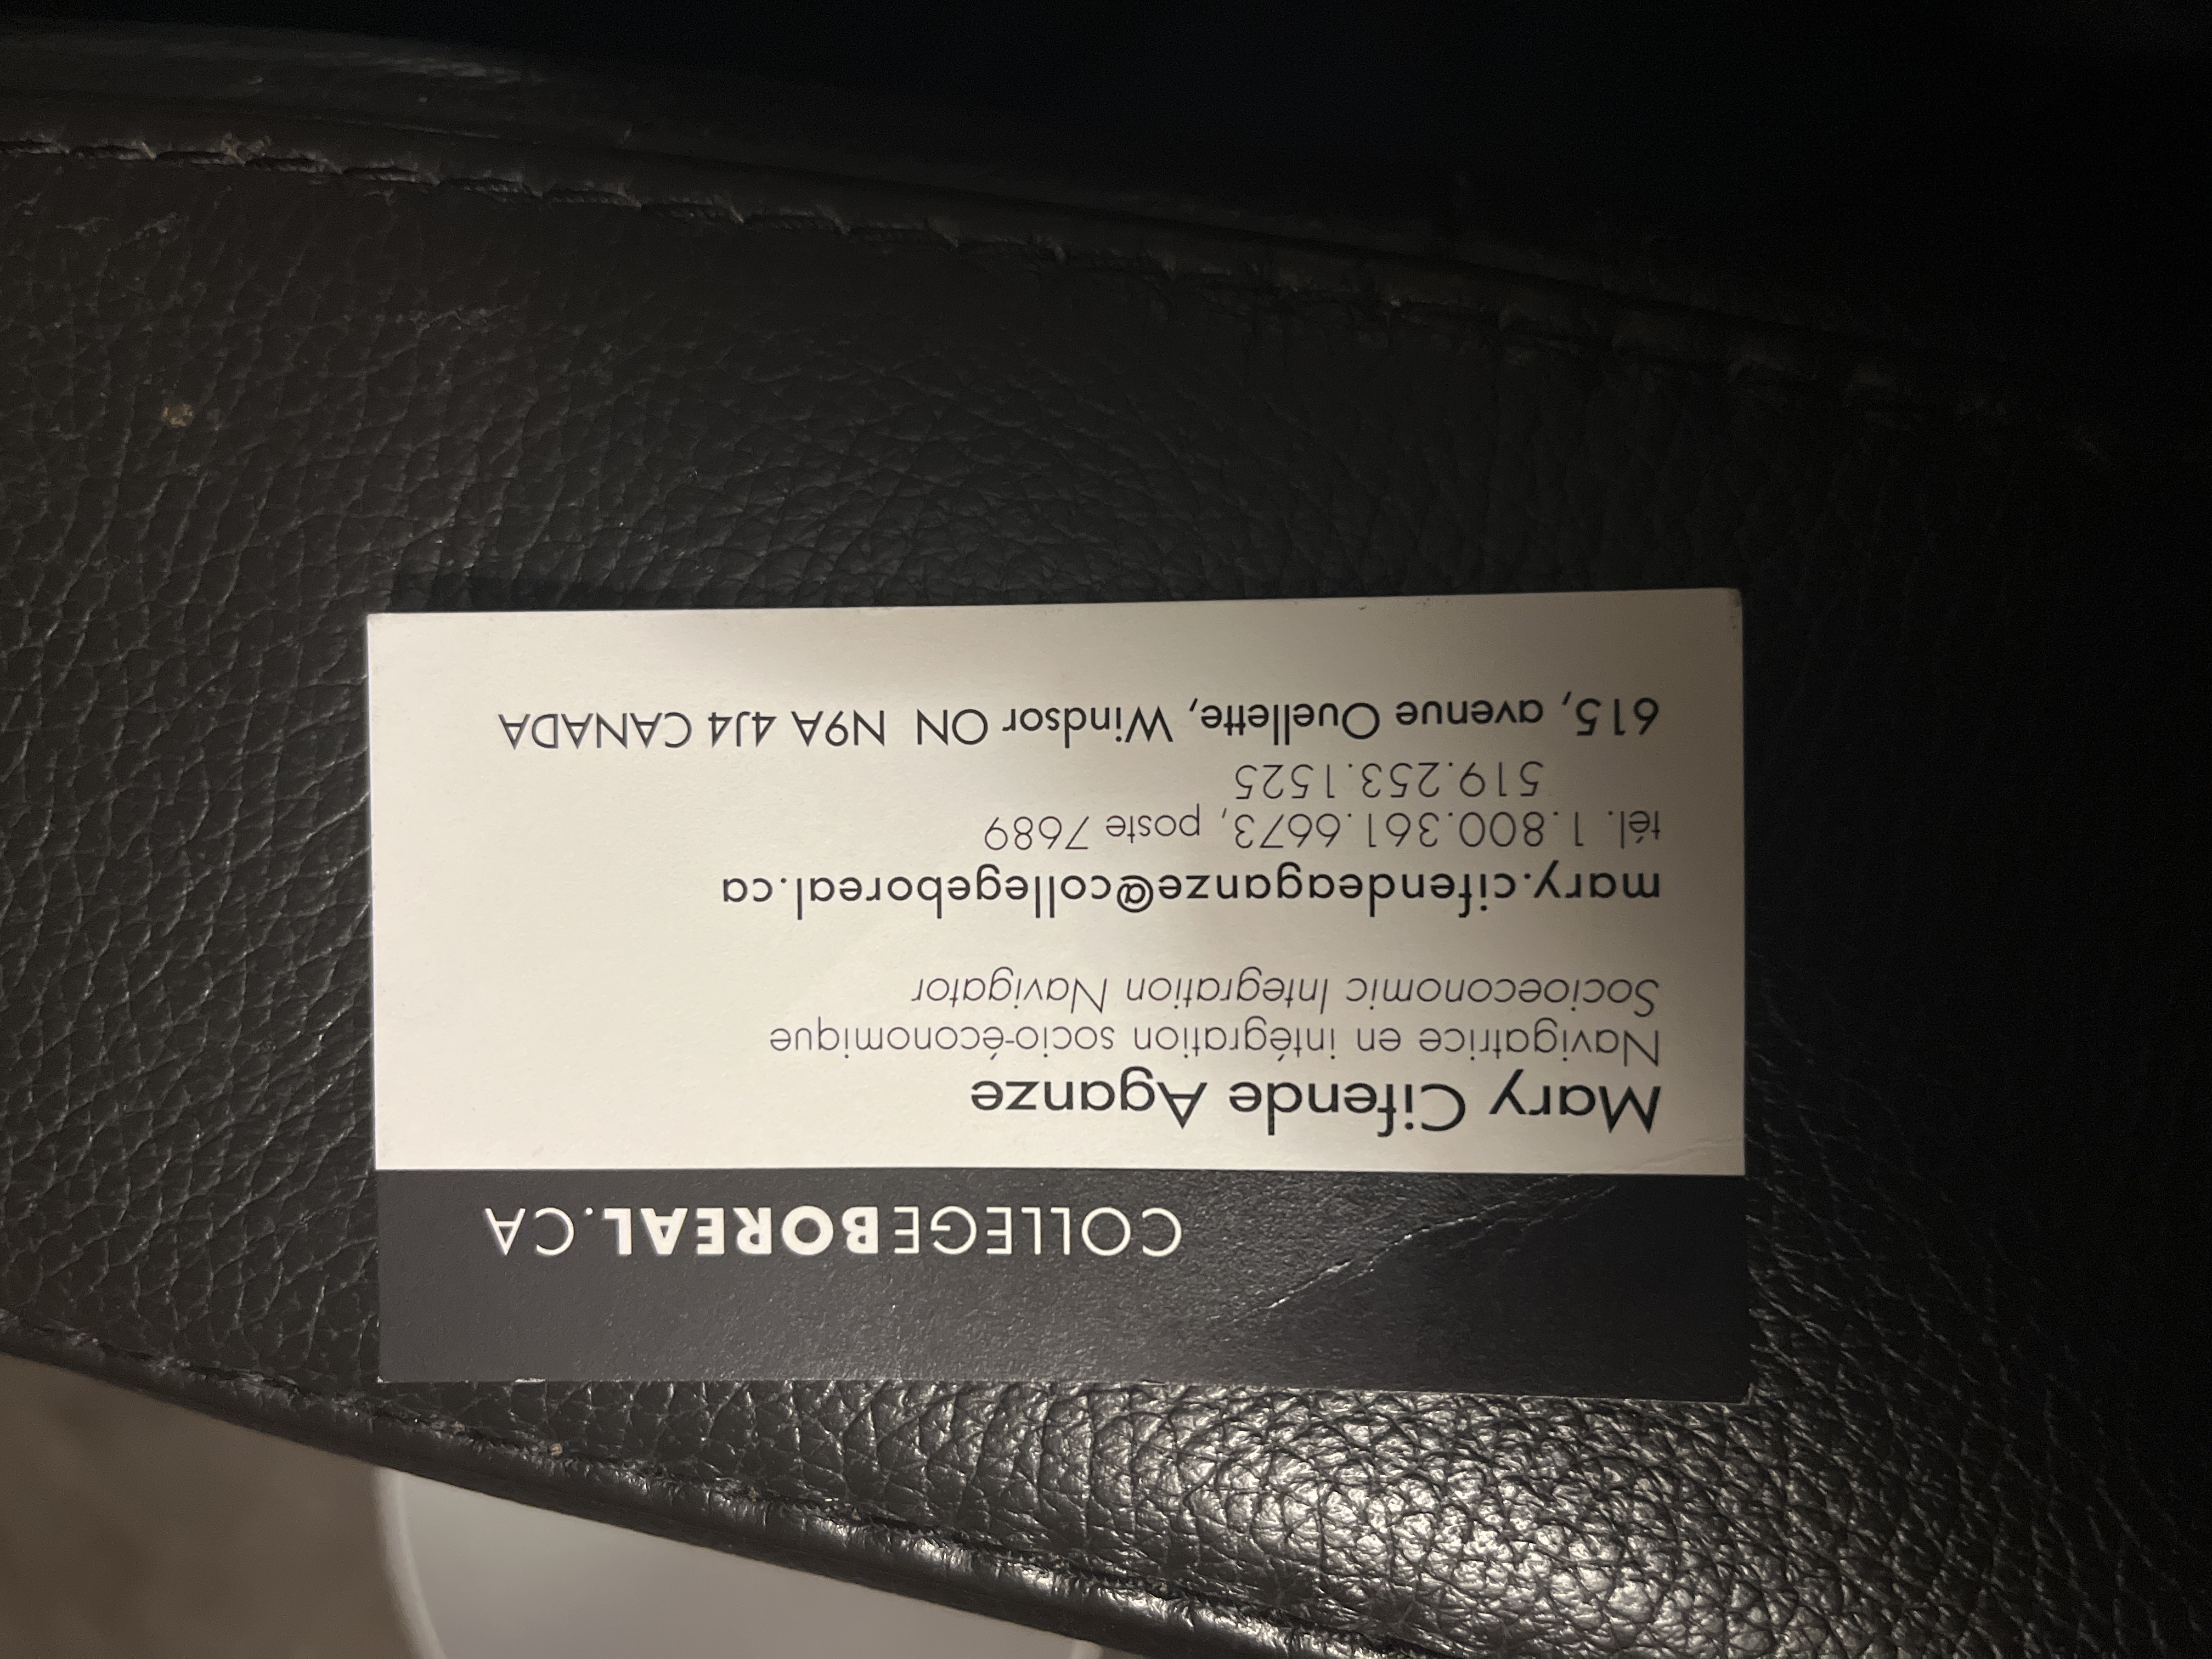 COLLEGEBOREAL.CA
Mary Cifende Aganze
Navigatrice en intégration socio-économique
Socioeconomic Integration Navigator
mary.cifendeaganze@collegeboreal.ca
tél. 1.800.361.6673, poste 7689
519.253.1525
615, avenue Ouellette, Windsor ON N9A 4J4 CANADA